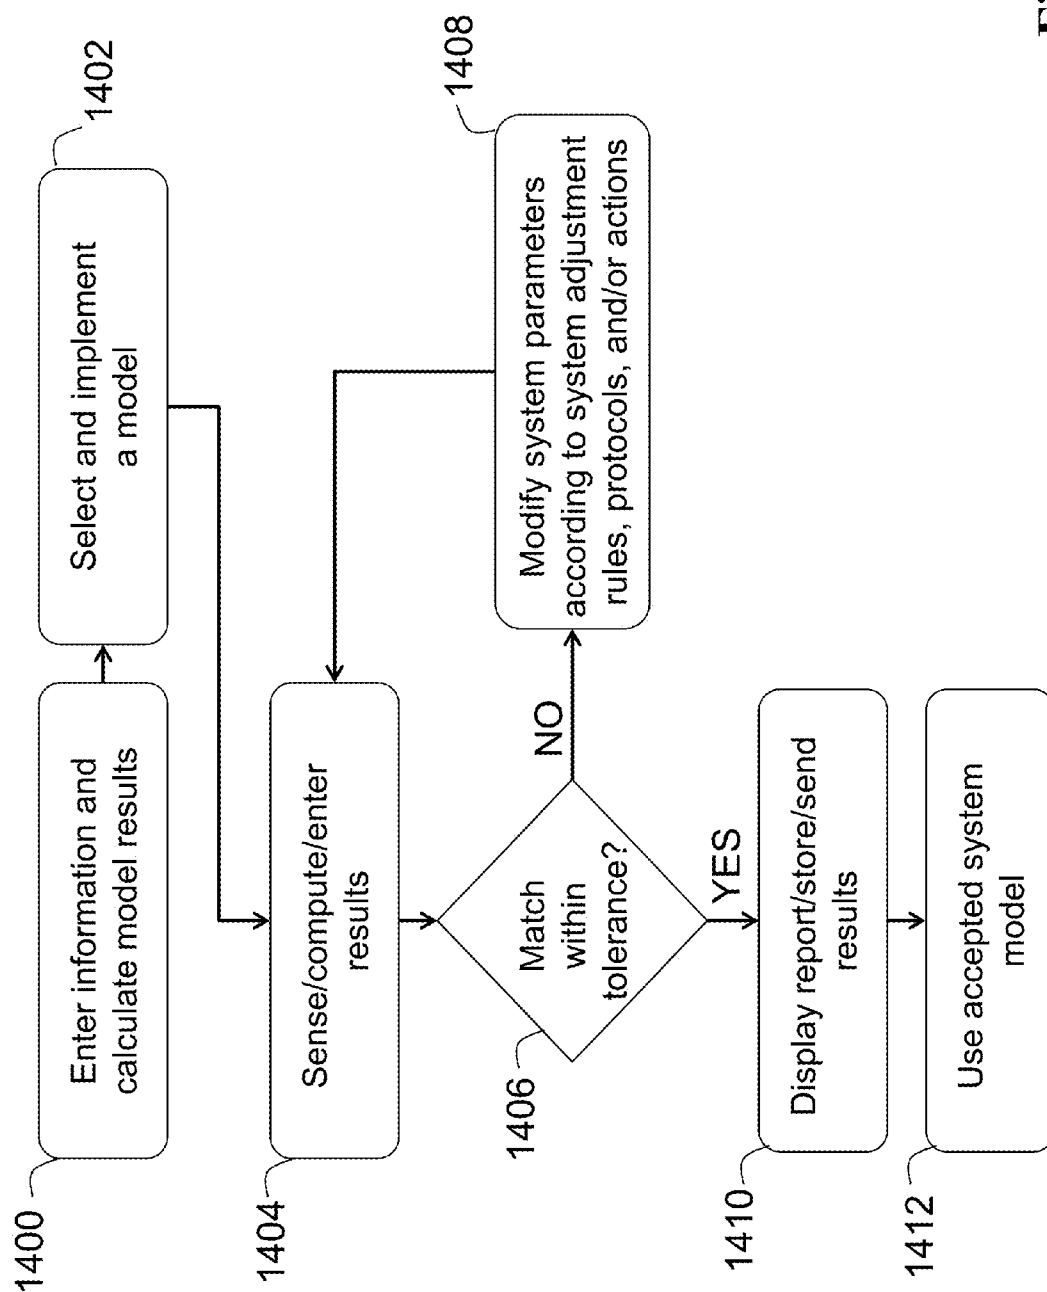 1400
Enter information and
calculate model results
1402
Select and implement
a model
1404
Sense/compute/enter
results
1406
Match
within
tolerance?
NO
1408
Modify system parameters
according to system adjustment
rules, protocols, and/or actions
YES
1410
Display report/store/send
results
1412
Use accepted system
model